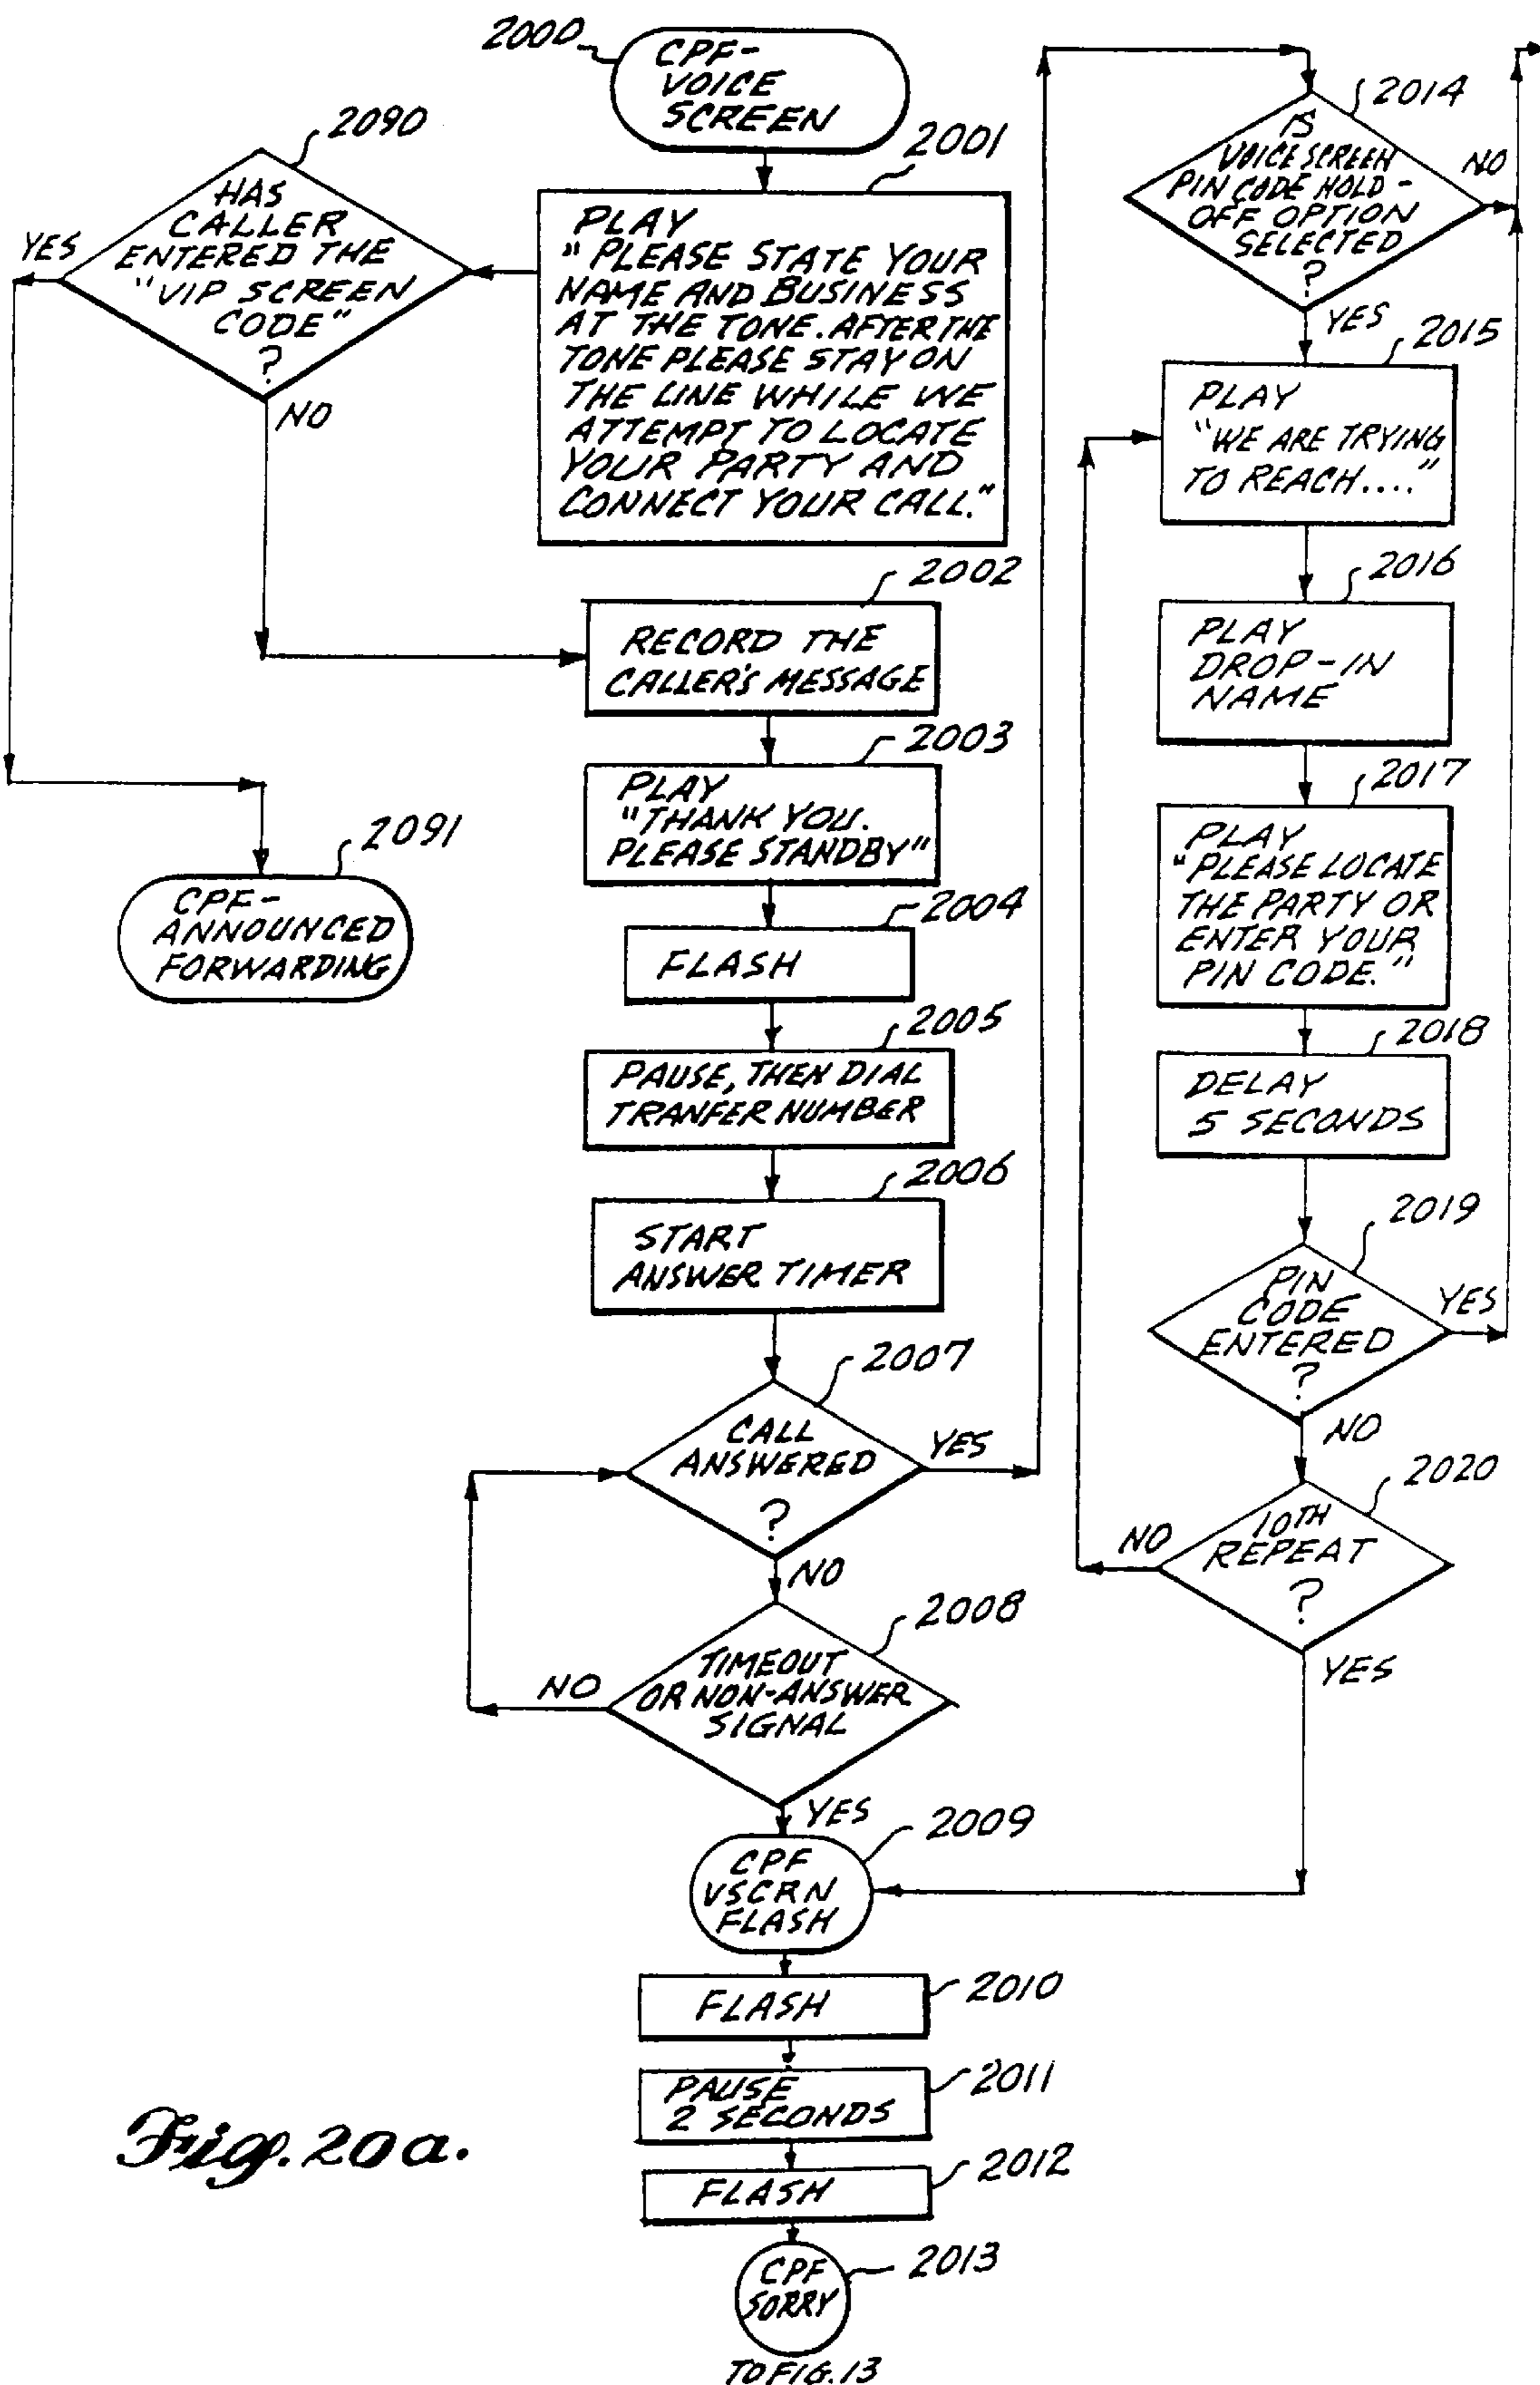 2000
CPF-
VOICE
SCREEN
2090
HAS
CALLER
ENTERED THE
"VIP SCREEN
CODE"
?
YES
NO
2001
PLAY
"PLEASE STATE YOUR
NAME AND BUSINESS
AT THE TONE. AFTER THE
TONE PLEASE STAY ON
THE LINE WHILE WE
ATTEMPT TO LOCATE
YOUR PARTY AND
CONNECT YOUR CALL."
2091
CPF-
ANNOUNCED
FORWARDING
2002
RECORD THE
CALLER'S MESSAGE
2003
PLAY
"THANK YOU.
PLEASE STANDBY"
2004
FLASH
2005
PAUSE, THEN DIAL
TRANFER NUMBER
2006
START
ANSWER TIMER
2007
CALL
ANSWERED
?
YES
NO
2008
TIMEOUT
OR NON-ANSWER
SIGNAL
NO
YES
2009
CPF
VSCRN
FLASH
2010
FLASH
2011
PAUSE
2 SECONDS
2012
FLASH
2013
CPF
SORRY
TO FIG. 13
2014
IS
VOICE SCREEN
PIN CODE HOLD-
OFF OPTION
SELECTED
?
NO
YES
2015
PLAY
"WE ARE TRYING
TO REACH...."
2016
PLAY
DROP-IN
NAME
2017
PLAY
"PLEASE LOCATE
THE PARTY OR
ENTER YOUR
PIN CODE."
2018
DELAY
5 SECONDS
2019
PIN
CODE
ENTERED
?
YES
NO
2020
10TH
REPEAT
?
NO
YES
Fig. 20a.